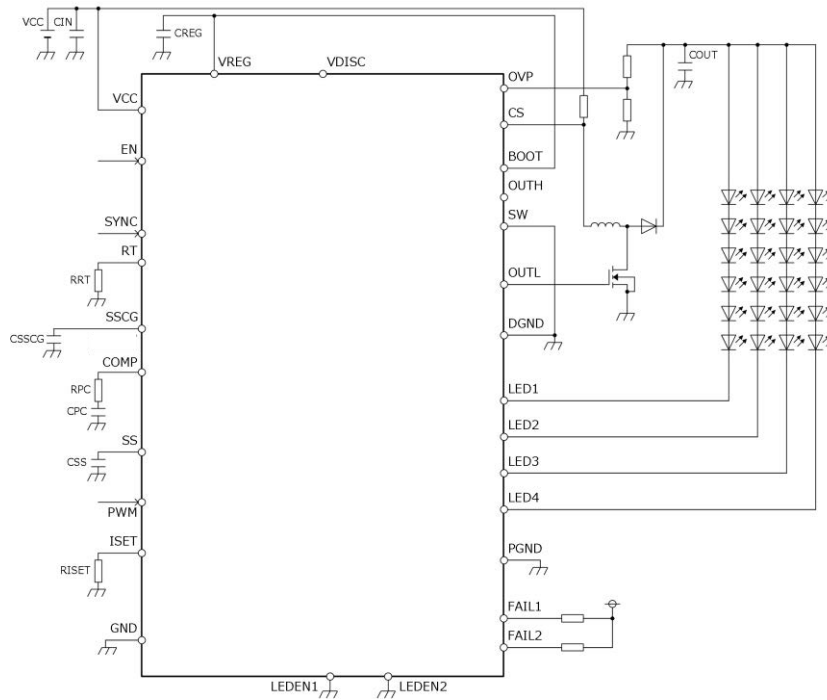 VCC
CIN
CREG
VREG
VDISC
COUT
OVP
VCC
CS
EN
BOOT
OUTH
SYNC
SW
RT
RRT
OUTL
SSCG
CSSCG
DGND
COMP
RPC
CPC
LED1
LED2
SS
CSS
LED3
LED4
PWM
ISET
RISET
PGND
GND
FAIL1
FAIL2
LEDEN1
LEDEN2